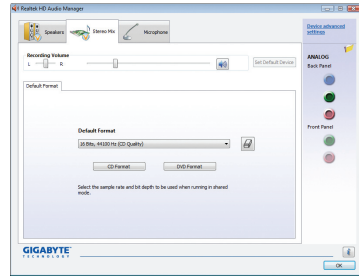 Realtek HD Audio Manager
Speakers
Stereo Mix
Microphone
Device advanced
settings
Recording Volume
L
R
Set Default Device
ANALOG
Back Panel
Default Format
Default Format
16 Bits, 44100 Hz (CD Quality)
CD Format
DVD Format
Select the sample rate and bit depth to be used when running in shared
mode.
Front Panel
GIGABYTE™
TECHNOLOGY
OK